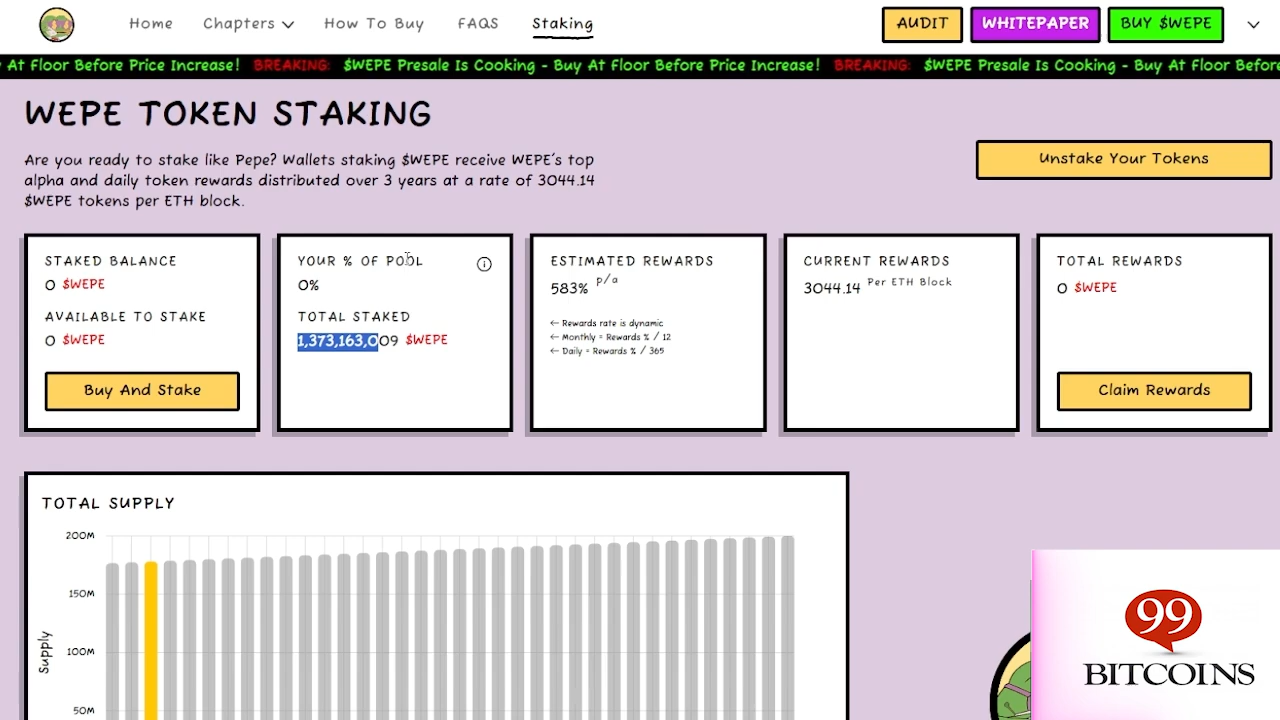 Home Chapters How To Buy FAQS Staking AUDIT WHITEPAPER BUY $WEPE
At Floor Before Price Increase! BREAKING: $WEPE Presale Is Cooking - Buy At Floor Before Price Increase! BREAKING: $WEPE Presale Is Cooking - Buy At Floor Before
WEPE TOKEN STAKING
Are you ready to stake like Pepe? Wallets staking $WEPE receive WEPE's top
alpha and daily token rewards distributed over 3 years at a rate of 3044.14
$WEPE tokens per ETH block.
Unstake Your Tokens
STAKED BALANCE
0 $WEPE
AVAILABLE TO STAKE
0 $WEPE
Buy And Stake
YOUR % OF POOL
0%
TOTAL STAKED
1,373,163,009 $WEPE
ESTIMATED REWARDS
583% p/a
← Rewards rate is dynamic
← Monthly = Rewards % / 12
← Daily = Rewards % / 365
CURRENT REWARDS
3044.14 Per ETH Block
TOTAL REWARDS
0 $WEPE
Claim Rewards
TOTAL SUPPLY
200M
150M
100M
50M
Supply
99
BITCOINS